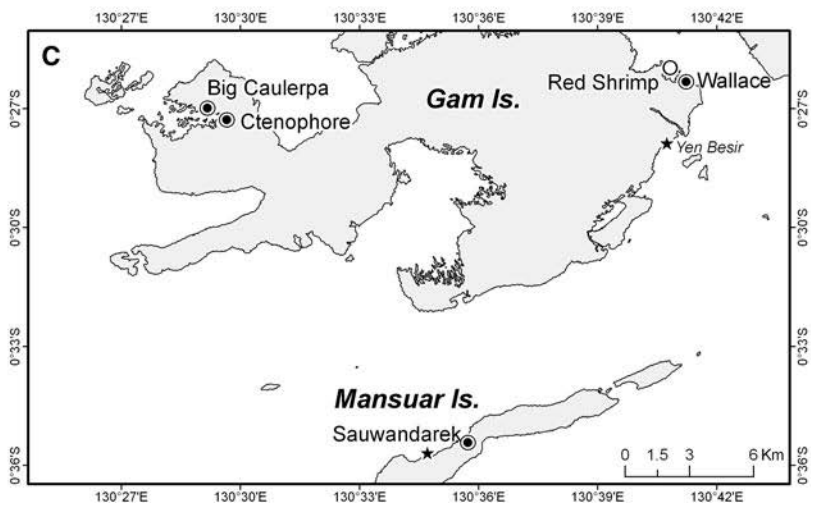 130°27'E 130°30'E 130°33'E 130°36'E 130°39'E 130°42'E
C
Big Caulerpa
Ctenophore
Gam Is.
Red Shrimp
Wallace
Yen Besir
0°27'S
0°27'S
0°30'S
0°30'S
0°33'S
0°33'S
Mansuar Is.
Sauwandarek
0 1.5 3 6 Km
0°36'S
0°36'S
130°27'E 130°30'E 130°33'E 130°36'E 130°39'E 130°42'E